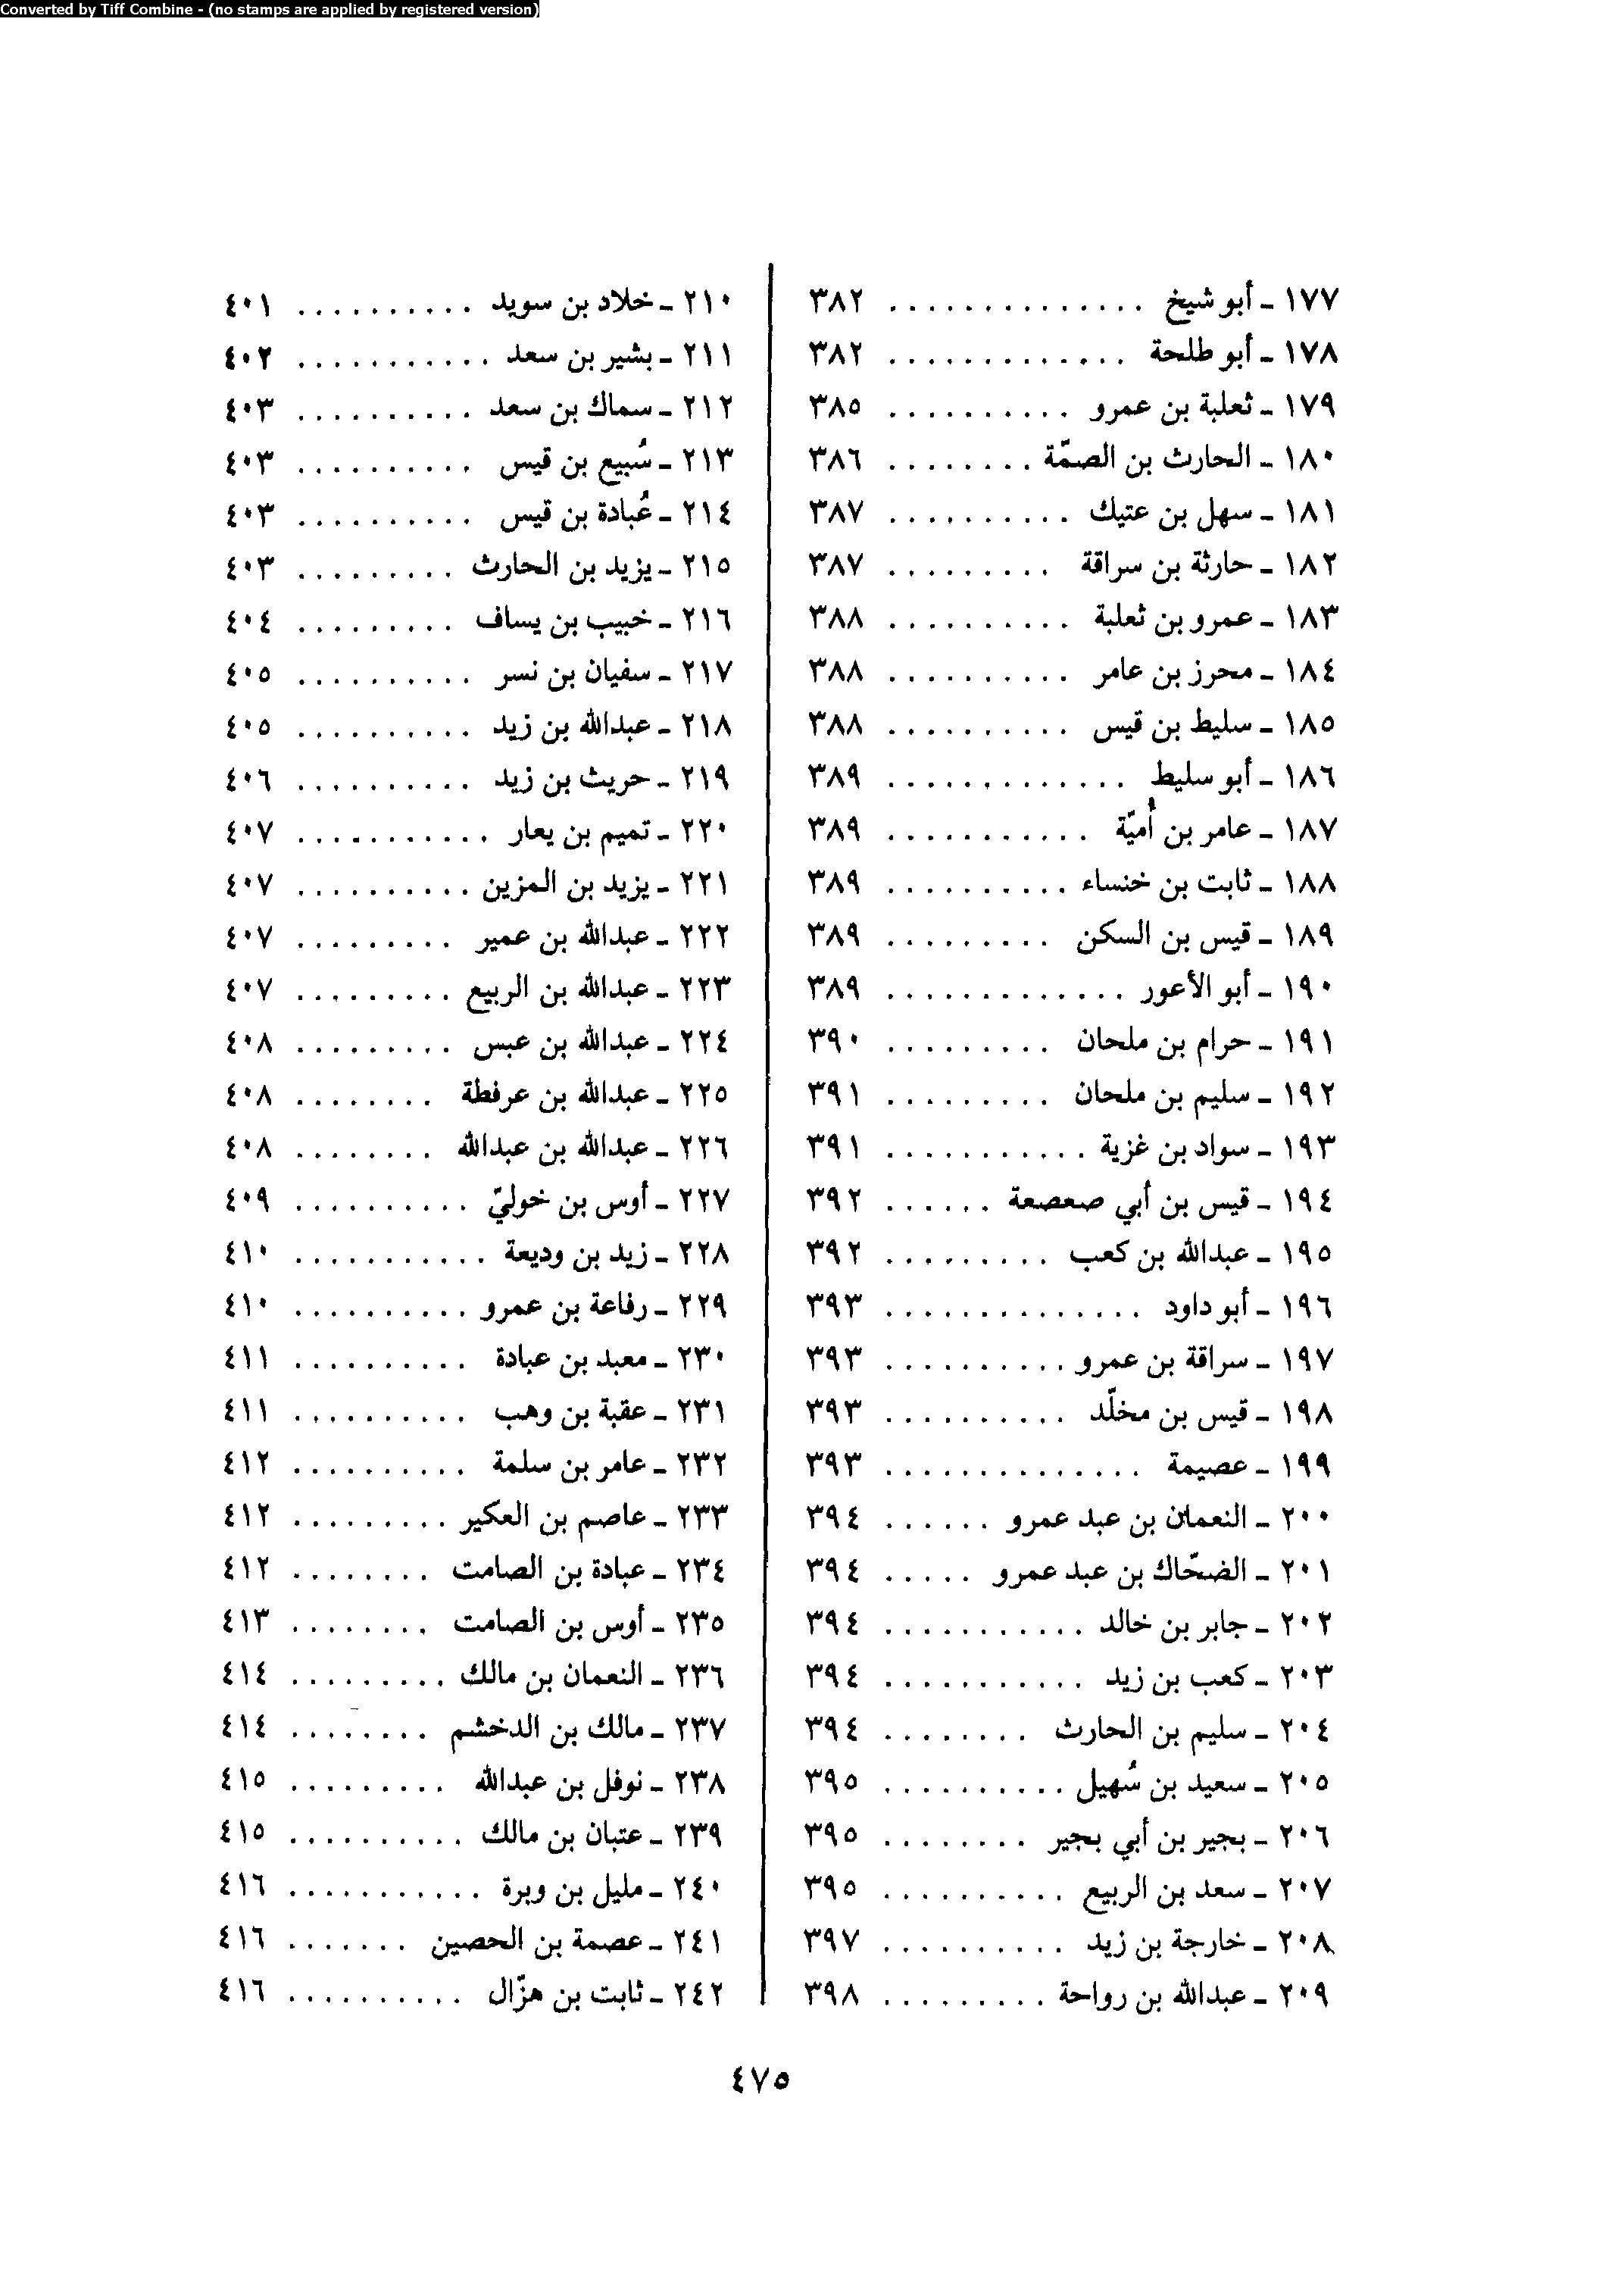 Converted by Tiff Combine - (no stamps are applied by registered version)
١٧٧ - أبو شيخ . . . . . . . . . . . . . . ٣٨٢
١٧٨ - أبو طلحة . . . . . . . . . . . . . ٣٨٢
١٧٩ - ثعلبة بن عمرو . . . . . . . . . . ٣٨٥
١٨٠ - الحارث بن الصمّة . . . . . . . . ٣٨٦
١٨١ - سهل بن عتيك . . . . . . . . . . ٣٨٧
١٨٢ - حارثة بن سراقة . . . . . . . . . ٣٨٧
١٨٣ - عمرو بن ثعلبة . . . . . . . . . . ٣٨٨
١٨٤ - محرز بن عامر . . . . . . . . . . ٣٨٨
١٨٥ - سليط بن قيس . . . . . . . . . . ٣٨٨
١٨٦ - أبو سليط . . . . . . . . . . . . . ٣٨٩
١٨٧ - عامر بن أُميّة . . . . . . . . . . . ٣٨٩
١٨٨ - ثابت بن خنساء . . . . . . . . . . ٣٨٩
١٨٩ - قيس بن السكن . . . . . . . . . ٣٨٩
١٩٠ - أبو الأعور . . . . . . . . . . . . . ٣٨٩
١٩١ - حرام بن ملحان . . . . . . . . . ٣٩٠
١٩٢ - سليم بن ملحان . . . . . . . . . ٣٩١
١٩٣ - سواد بن غزية . . . . . . . . . . . ٣٩١
١٩٤ - قيس بن أبي صعصعة . . . . . . ٣٩٢
١٩٥ - عبدالله بن كعب . . . . . . . . . ٣٩٢
١٩٦ - أبو داود . . . . . . . . . . . . . . ٣٩٣
١٩٧ - سراقة بن عمرو . . . . . . . . . . ٣٩٣
١٩٨ - قيس بن مخلّد . . . . . . . . . . ٣٩٣
١٩٩ - عصيمة . . . . . . . . . . . . . . ٣٩٣
٢٠٠ - النعمان بن عبد عمرو . . . . . . ٣٩٤
٢٠١ - الضحّاك بن عبد عمرو . . . . . ٣٩٤
٢٠٢ - جابر بن خالد . . . . . . . . . . . ٣٩٤
٢٠٣ - كعب بن زيد . . . . . . . . . . . ٣٩٤
٢٠٤ - سليم بن الحارث . . . . . . . . ٣٩٤
٢٠٥ - سعيد بن سُهيل . . . . . . . . . . ٣٩٥
٢٠٦ - بجير بن أبي بجير . . . . . . . . ٣٩٥
٢٠٧ - سعد بن الربيع . . . . . . . . . . ٣٩٥
٢٠٨ - خارجة بن زيد . . . . . . . . . . ٣٩٧
٢٠٩ - عبدالله بن رواحة . . . . . . . . . ٣٩٨
٢١٠ - خلاد بن سويد . . . . . . . . . . ٤٠١
٢١١ - بشير بن سعد . . . . . . . . . . . ٤٠٢
٢١٢ - سماك بن سعد . . . . . . . . . . ٤٠٣
٢١٣ - سُبيع بن قيس . . . . . . . . . . ٤٠٣
٢١٤ - عُبادة بن قيس . . . . . . . . . . ٤٠٣
٢١٥ - يزيد بن الحارث . . . . . . . . . ٤٠٣
٢١٦ - خبيب بن يساف . . . . . . . . . ٤٠٤
٢١٧ - سفيان بن نسر . . . . . . . . . . ٤٠٥
٢١٨ - عبدالله بن زيد . . . . . . . . . . ٤٠٥
٢١٩ - حريث بن زيد . . . . . . . . . . ٤٠٦
٢٢٠ - تميم بن يعار . . . . . . . . . . . ٤٠٧
٢٢١ - يزيد بن المزين . . . . . . . . . . ٤٠٧
٢٢٢ - عبدالله بن عمير . . . . . . . . . ٤٠٧
٢٢٣ - عبدالله بن الربيع . . . . . . . . . ٤٠٧
٢٢٤ - عبدالله بن عبس . . . . . . . . . ٤٠٨
٢٢٥ - عبدالله بن عرفطة . . . . . . . . ٤٠٨
٢٢٦ - عبدالله بن عبدالله . . . . . . . . ٤٠٨
٢٢٧ - أوس بن خوليّ . . . . . . . . . . ٤٠٩
٢٢٨ - زيد بن وديعة . . . . . . . . . . . ٤١٠
٢٢٩ - رفاعة بن عمرو . . . . . . . . . . ٤١٠
٢٣٠ - معبد بن عبادة . . . . . . . . . . ٤١١
٢٣١ - عقبة بن وهب . . . . . . . . . . ٤١١
٢٣٢ - عامر بن سلمة . . . . . . . . . . ٤١٢
٢٣٣ - عاصم بن العكير . . . . . . . . . ٤١٢
٢٣٤ - عبادة بن الصامت . . . . . . . . ٤١٢
٢٣٥ - أوس بن الصامت . . . . . . . . ٤١٣
٢٣٦ - النعمان بن مالك . . . . . . . . . ٤١٤
٢٣٧ - مالك بن الدخشم . . . . . . . . ٤١٤
٢٣٨ - نوفل بن عبدالله . . . . . . . . . ٤١٥
٢٣٩ - عتبان بن مالك . . . . . . . . . . ٤١٥
٢٤٠ - مليل بن وبرة . . . . . . . . . . . ٤١٦
٢٤١ - عصمة بن الحصين . . . . . . . ٤١٦
٢٤٢ - ثابت بن هزّال . . . . . . . . . . ٤١٦
٤٧٥